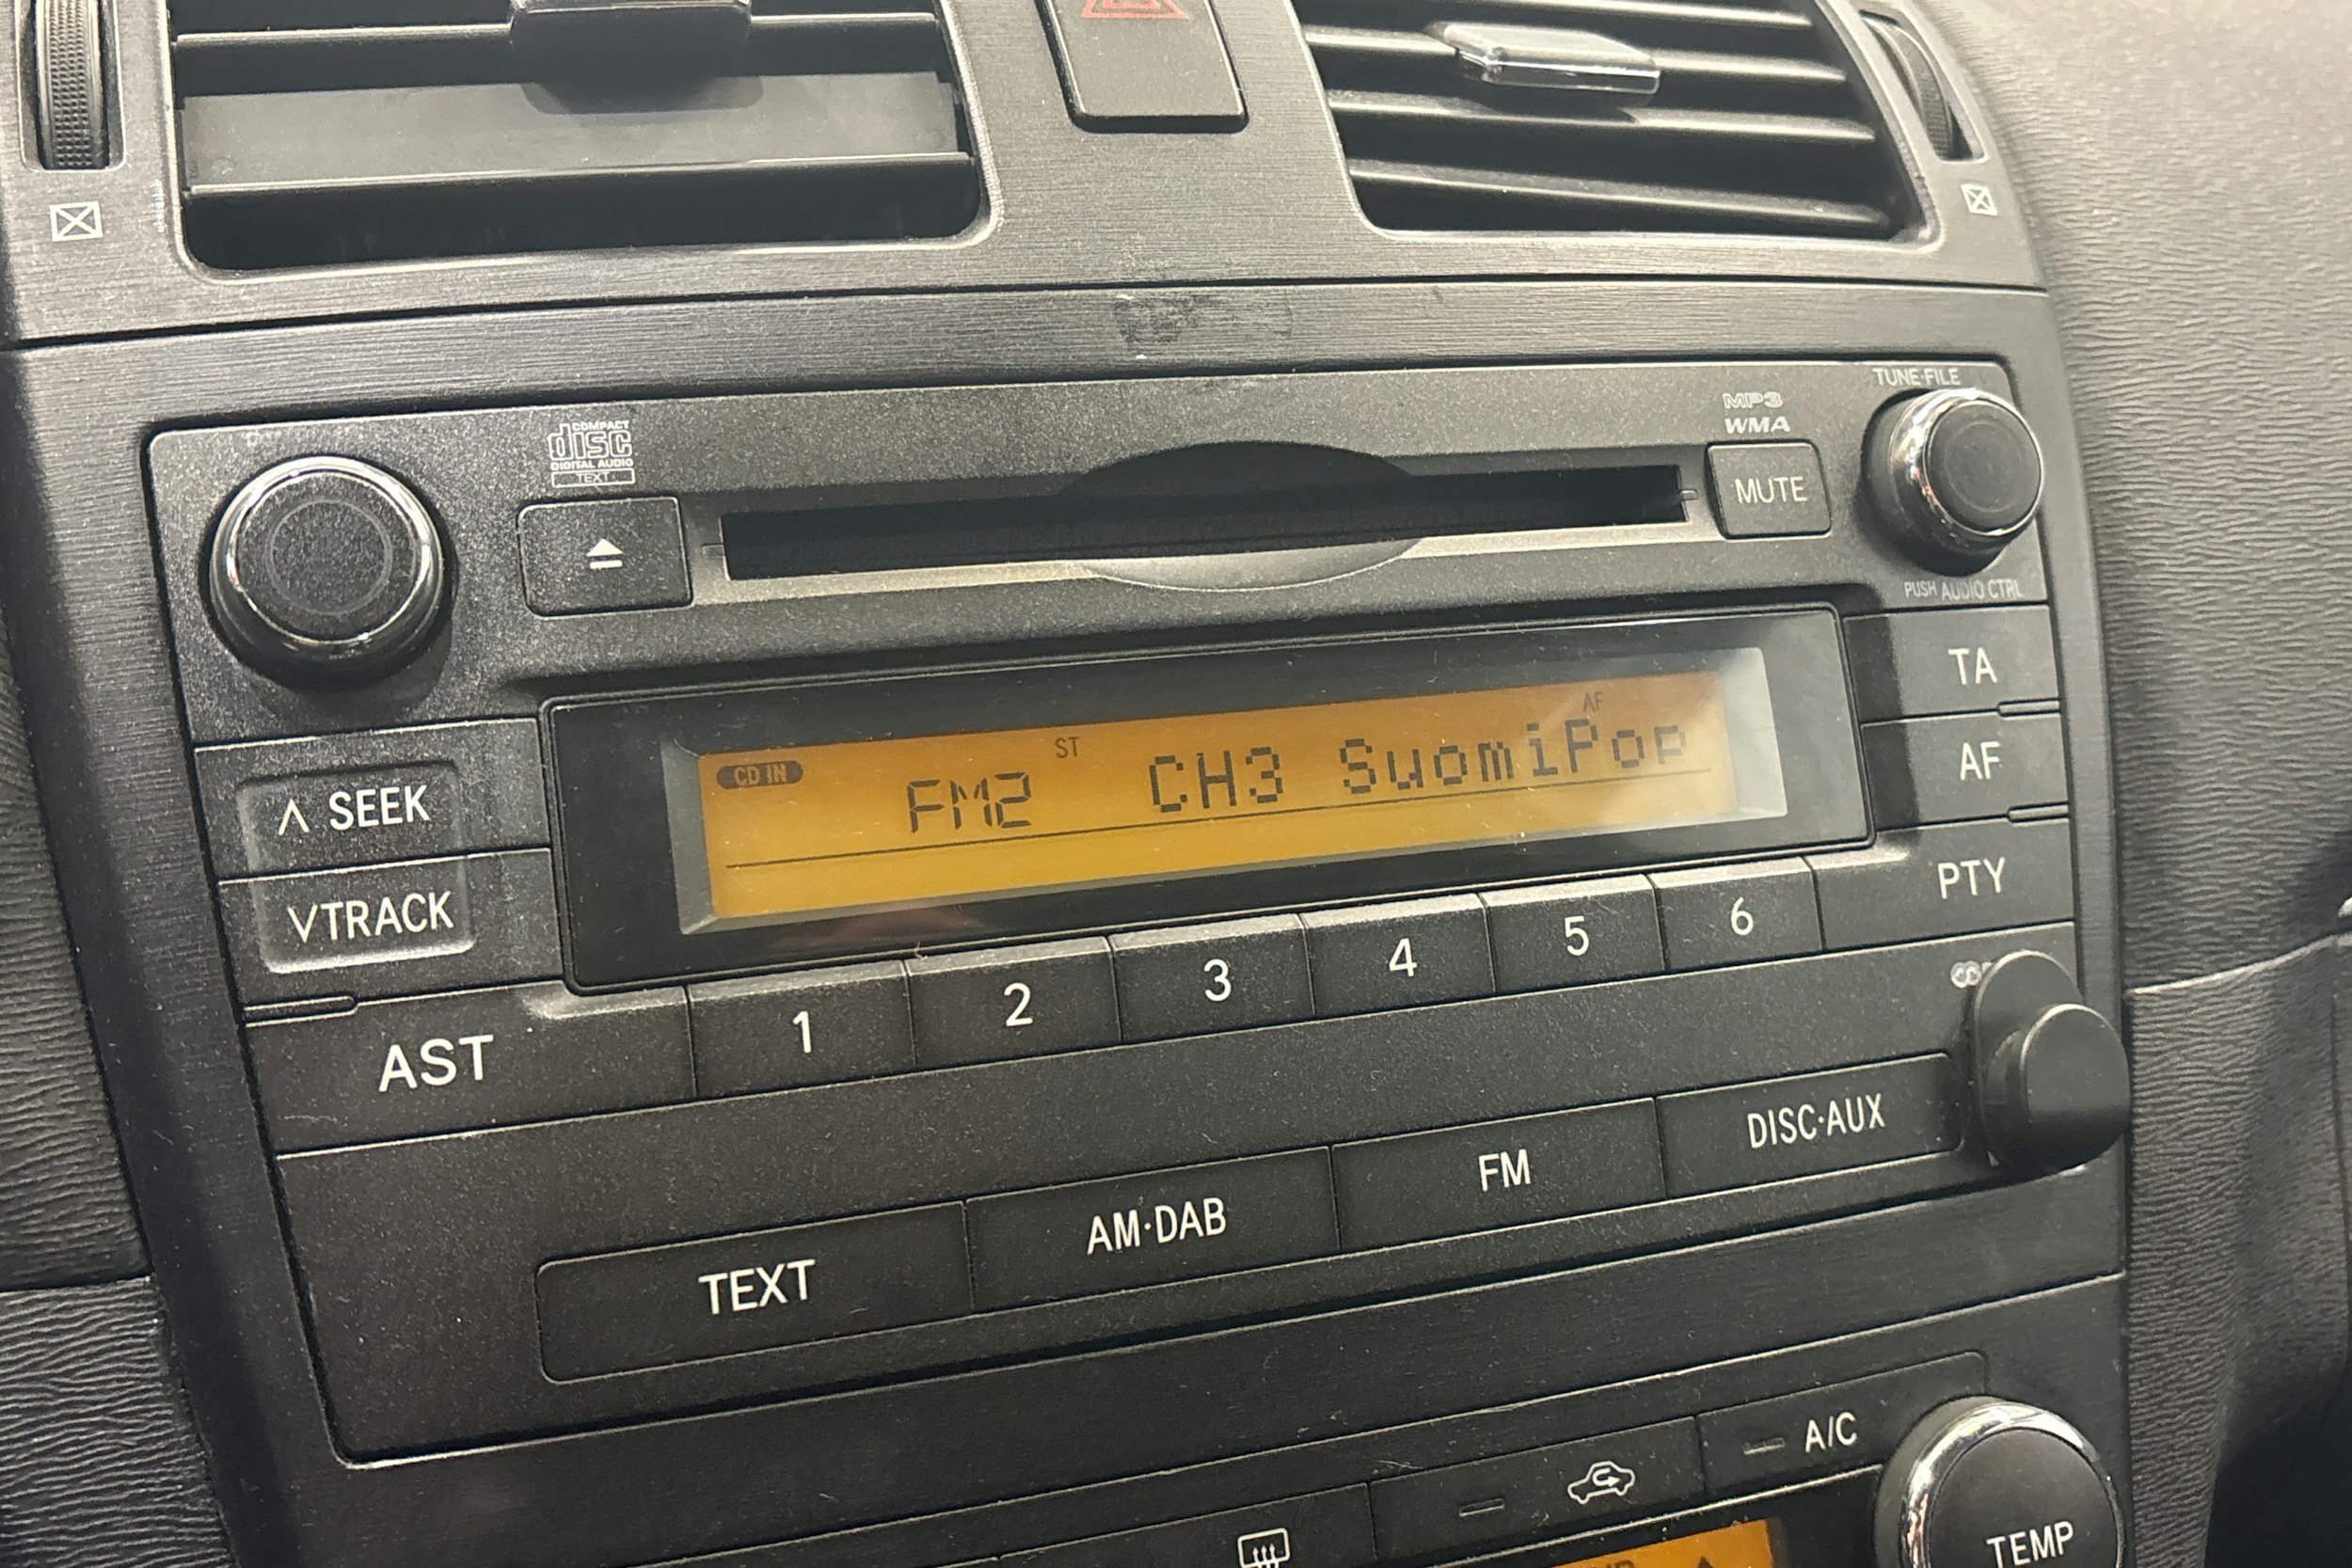 TUNE·FILE
COMPACT
disc
DIGITAL AUDIO
TEXT
MP3
WMA
MUTE
PUSH AUDIO CTRL
TA
AF
CD IN
ST
AF
FM2 CH3 SuomiPop
∧ SEEK
∨ TRACK
AF
PTY
AST
1 2 3 4 5 6
TEXT
AM·DAB
FM
DISC·AUX
A/C
TEMP